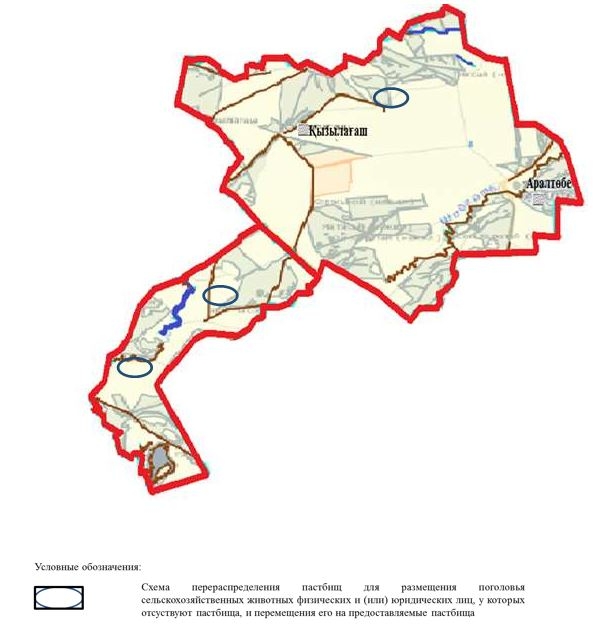 Қызылағаш
Аралтөбе
Условные обозначения:
Схема перераспределения пастбищ для размещения поголовья
сельскохозяйственных животных физических и (или) юридических лиц, у которых
отсуствуют пастбища, и перемещения его на предоставляемые пастбища